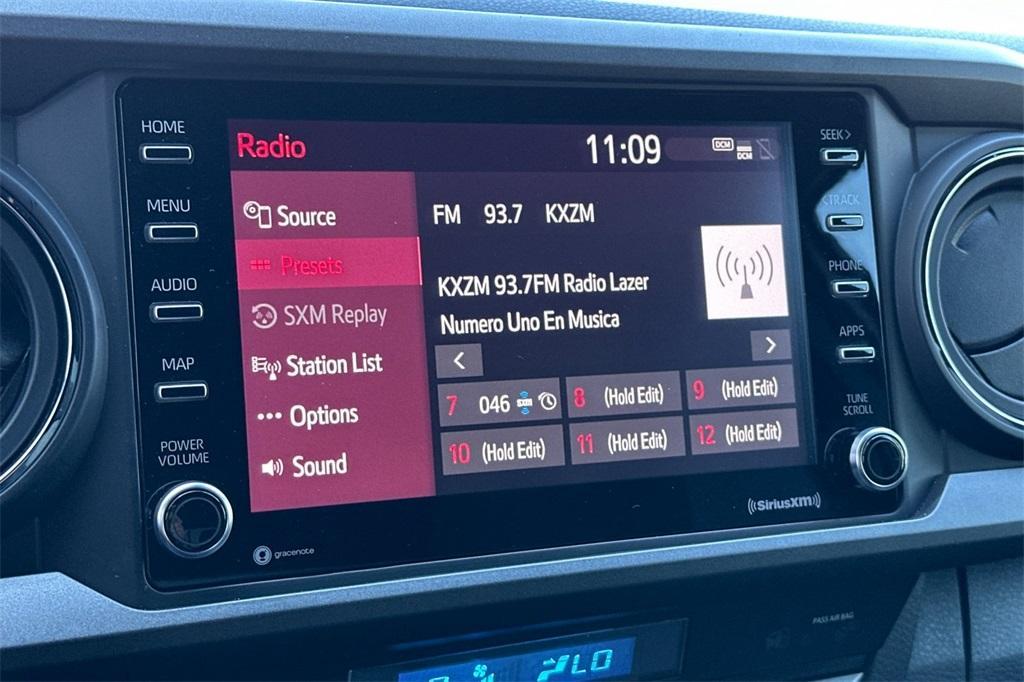 HOME
MENU
AUDIO
MAP
POWER
VOLUME
Radio
11:09
DCM
DCM
Source
Presets
SXM Replay
Station List
Options
Sound
FM 93.7 KXZM
KXZM 93.7FM Radio Lazer
Numero Uno En Musica
< >
7 046 sxm
8 (Hold Edit)
9 (Hold Edit)
10 (Hold Edit)
11 (Hold Edit)
12 (Hold Edit)
SEEK>
<TRACK
PHONE
APPS
TUNE
SCROLL
gracenote
((SiriusXM))
PASS AIR BAG
LO